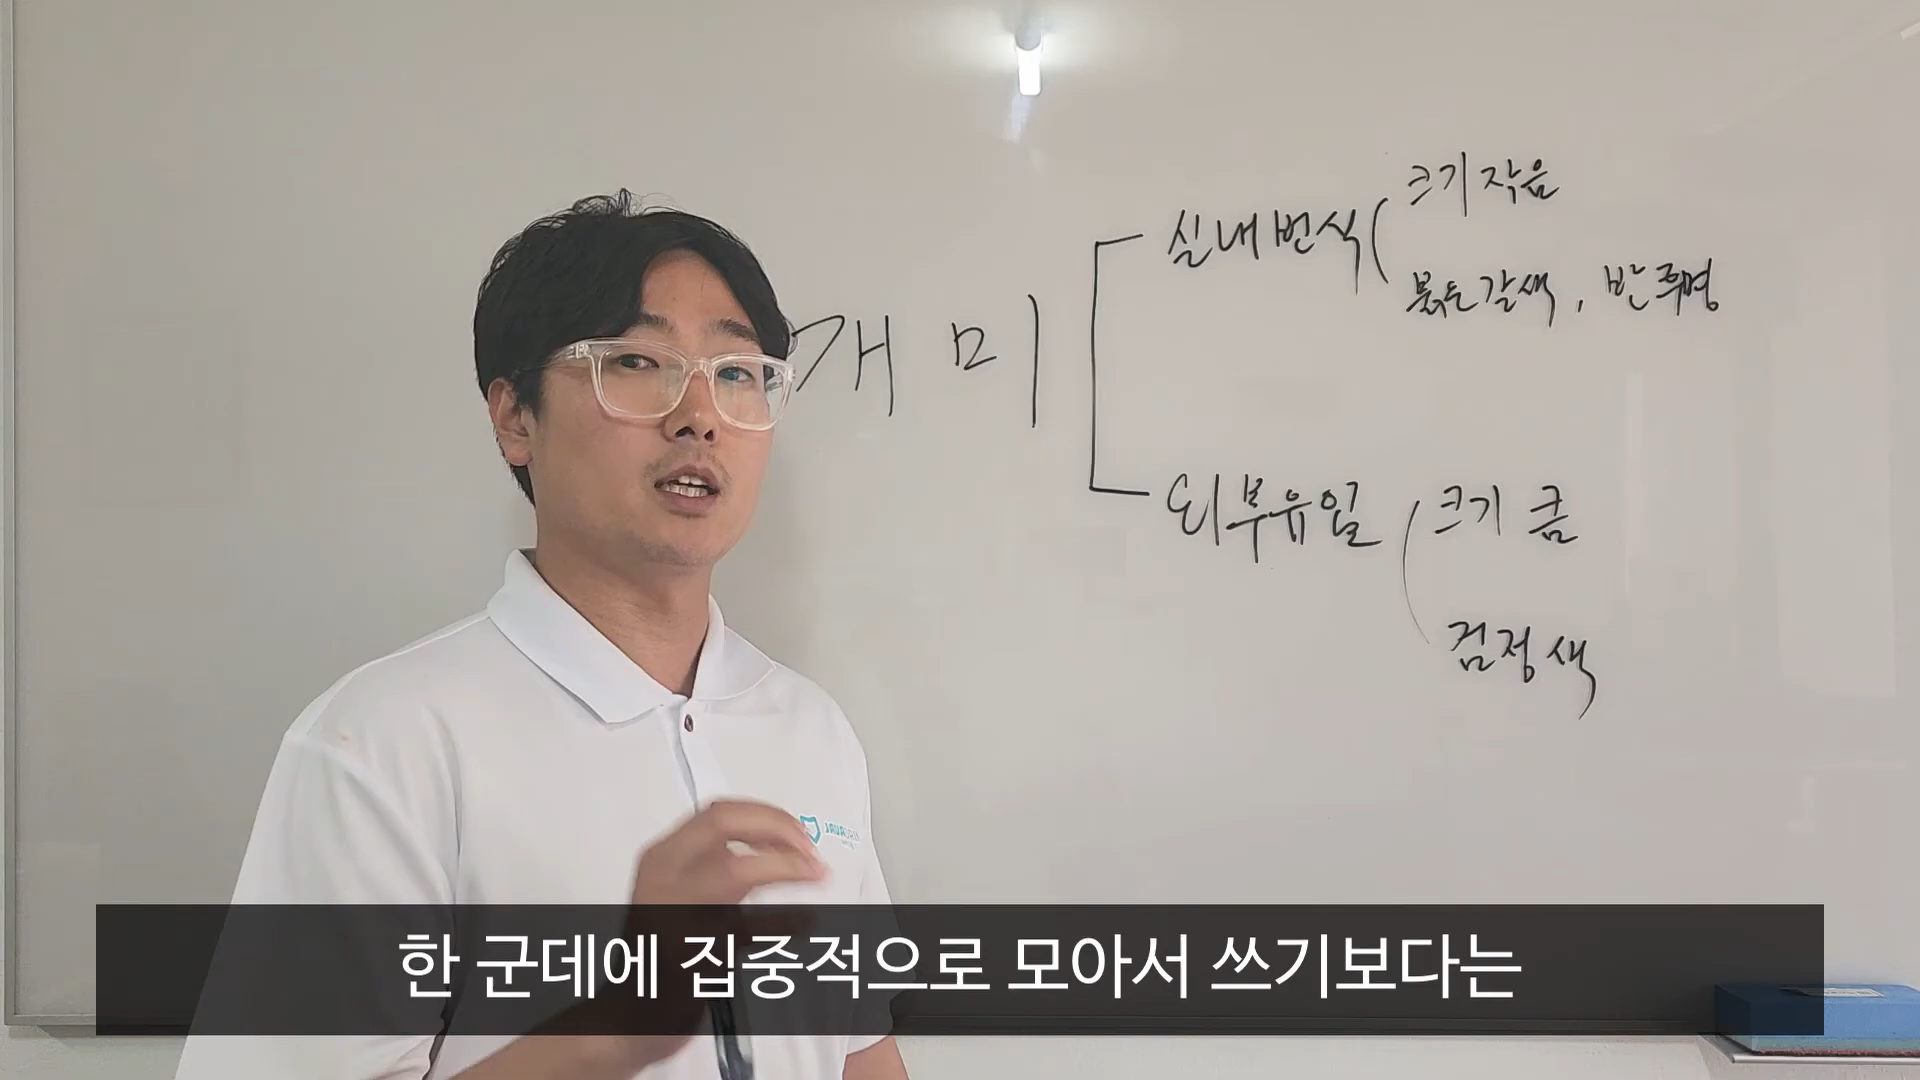 개미
실내번식
크기 작음
붉은갈색, 반투명
외부유입
크기 큼
검정색
한 군데에 집중적으로 모아서 쓰기보다는